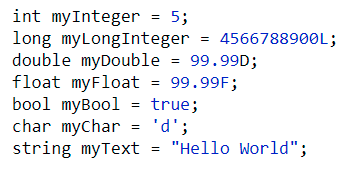 int myInteger = 5;
long myLongInteger = 4566788900L;
double myDouble = 99.99D;
float myFloat = 99.99F;
bool myBool = true;
char myChar = 'd';
string myText = "Hello World";